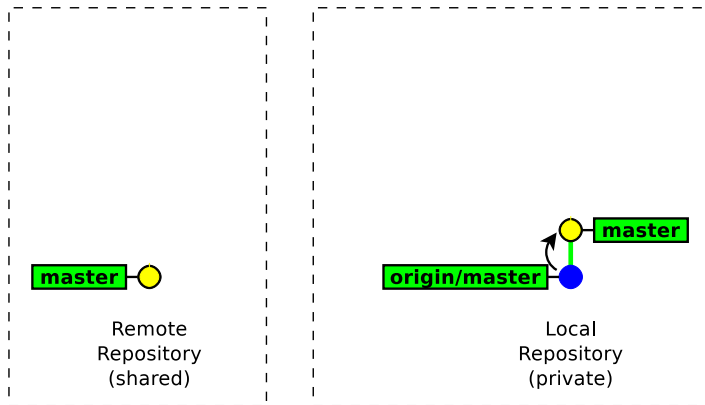 master
origin/master
master
Remote
Repository
(shared)
Local
Repository
(private)